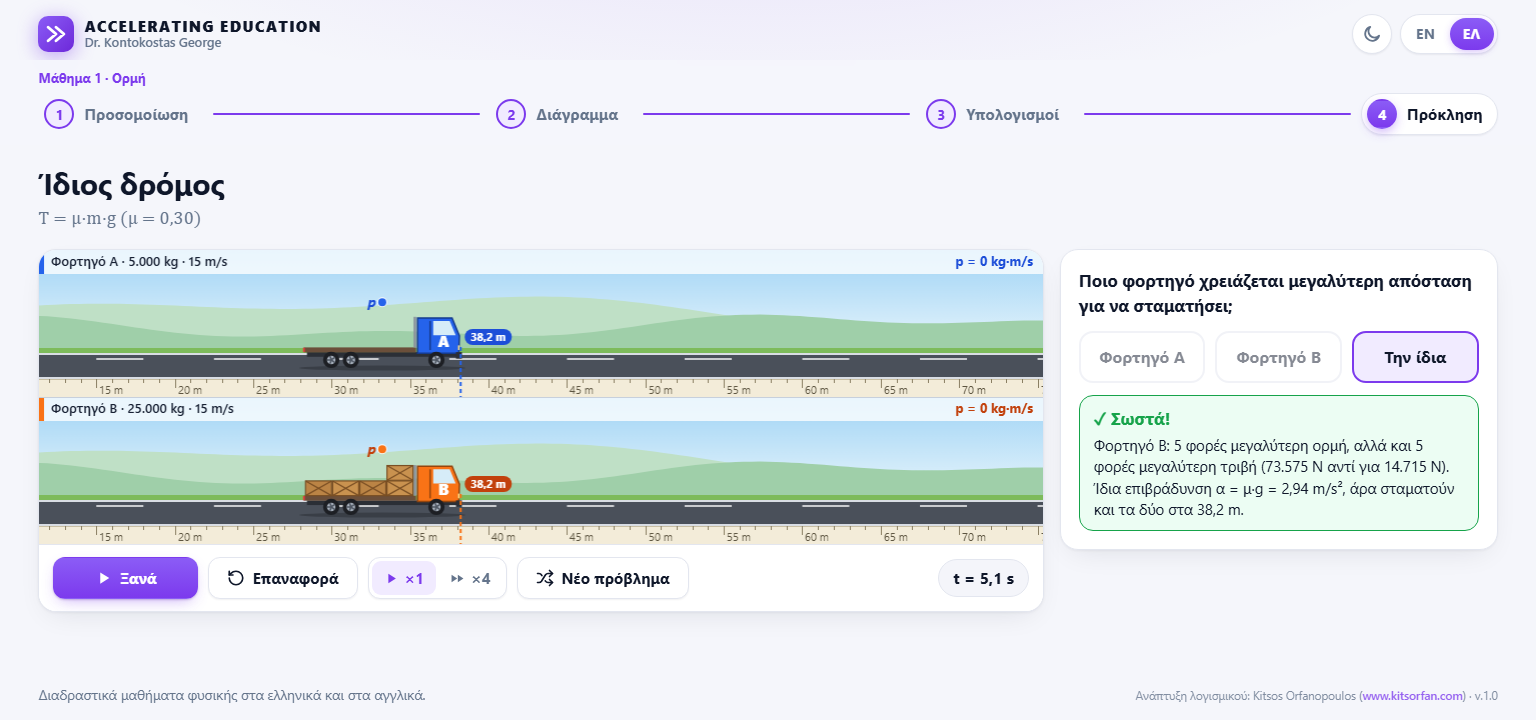 ACCELERATING EDUCATION
Dr. Kontokostas George
EN ΕΛ
Μάθημα 1 · Ορμή
1 Προσομοίωση 2 Διάγραμμα 3 Υπολογισμοί 4 Πρόκληση
Ίδιος δρόμος
T = μ·m·g (μ = 0,30)
Φορτηγό Α · 5.000 kg · 15 m/s p = 0 kg·m/s
p
A 38,2 m
15 m 20 m 25 m 30 m 35 m 40 m 45 m 50 m 55 m 60 m 65 m 70 m
Φορτηγό Β · 25.000 kg · 15 m/s p = 0 kg·m/s
p
B 38,2 m
15 m 20 m 25 m 30 m 35 m 40 m 45 m 50 m 55 m 60 m 65 m 70 m
Ξανά Επαναφορά ×1 ×4 Νέο πρόβλημα t = 5,1 s
Ποιο φορτηγό χρειάζεται μεγαλύτερη απόσταση
για να σταματήσει;
Φορτηγό Α Φορτηγό Β Την ίδια
✓ Σωστά!
Φορτηγό Β: 5 φορές μεγαλύτερη ορμή, αλλά και 5
φορές μεγαλύτερη τριβή (73.575 N αντί για 14.715 N).
Ίδια επιβράδυνση α = μ·g = 2,94 m/s², άρα σταματούν
και τα δύο στα 38,2 m.
Διαδραστικά μαθήματα φυσικής στα ελληνικά και στα αγγλικά.
Ανάπτυξη λογισμικού: Kitsos Orfanopoulos (www.kitsorfan.com) · v.1.0